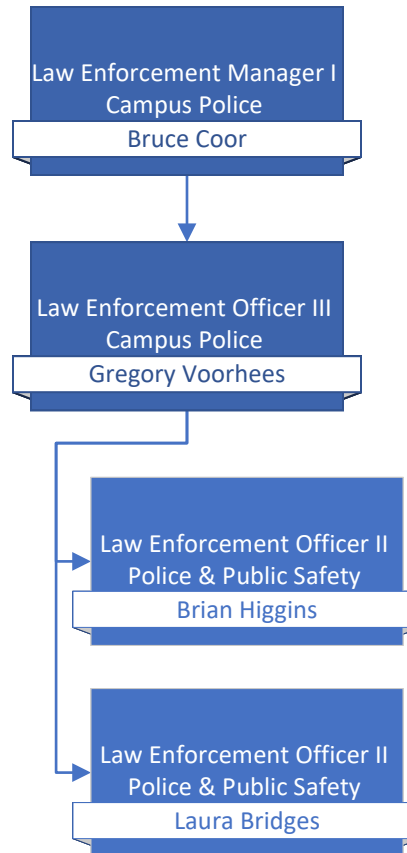 Law Enforcement Manager I
Campus Police
Bruce Coor
Law Enforcement Officer III
Campus Police
Gregory Voorhees
Law Enforcement Officer II
Police & Public Safety
Brian Higgins
Law Enforcement Officer II
Police & Public Safety
Laura Bridges